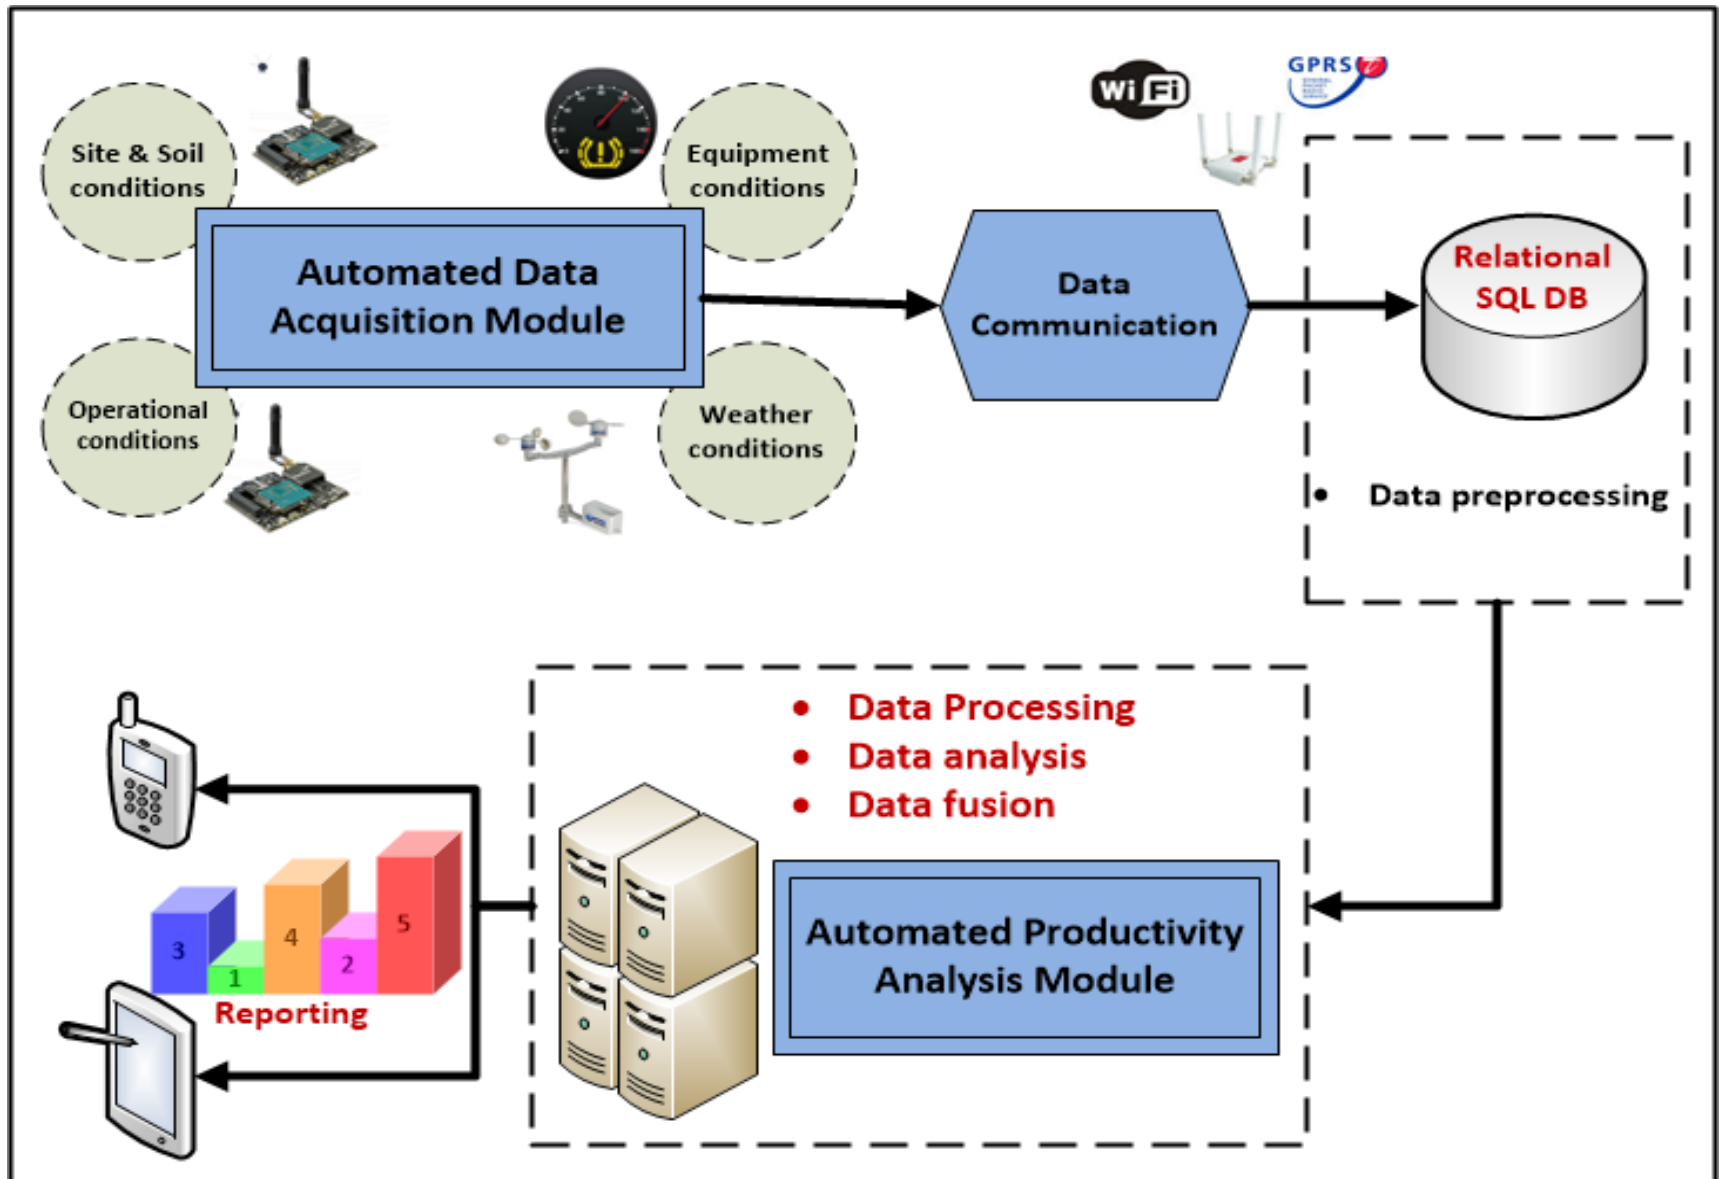 Site & Soil
conditions
Equipment
conditions
WiFi
GPRS
Automated Data
Acquisition Module
Data
Communication
Relational
SQL DB
Operational
conditions
Weather
conditions
• Data preprocessing
• Data Processing
• Data analysis
• Data fusion
Automated Productivity
Analysis Module
3
1
4
2
5
Reporting